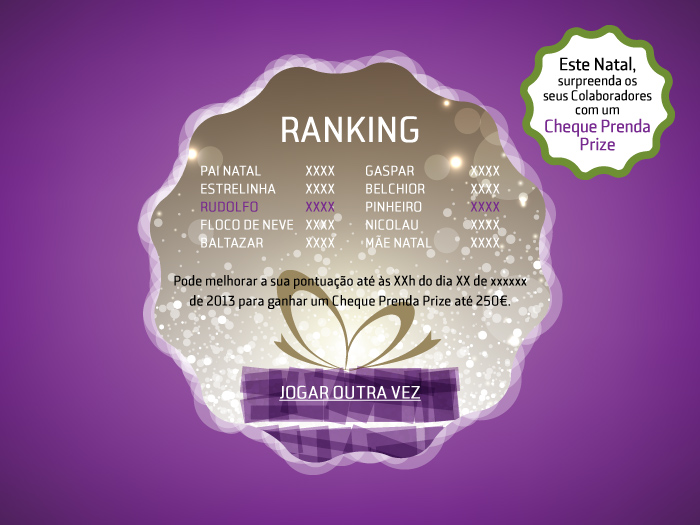 RANKING
PAI NATAL XXXX GASPAR XXXX
ESTRELINHA XXXX BELCHIOR XXXX
RUDOLFO XXXX PINHEIRO XXXX
FLOCO DE NEVE XXXX NICOLAU XXXX
BALTAZAR XXXX MÃE NATAL XXXX
Pode melhorar a sua pontuação até às XXh do dia XX de xxxxxx
de 2013 para ganhar um Cheque Prenda Prize até 250€.
JOGAR OUTRA VEZ
Este Natal,
surpreenda os
seus Colaboradores
com um
Cheque Prenda
Prize